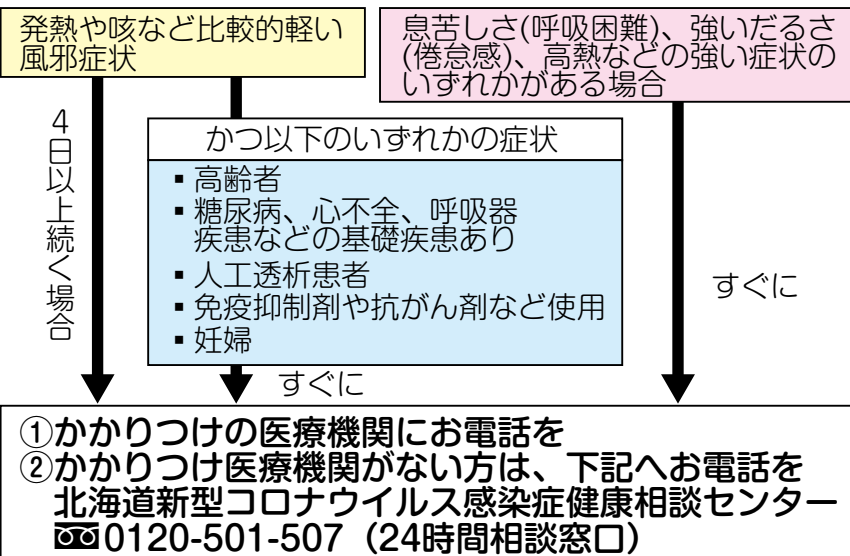 発熱や咳など比較的軽い
風邪症状
息苦しさ(呼吸困難)、強いだるさ
(倦怠感)、高熱などの強い症状の
いずれかがある場合
4日以上続く場合
かつ以下のいずれかの症状
▪高齢者
▪糖尿病、心不全、呼吸器
疾患などの基礎疾患あり
▪人工透析患者
▪免疫抑制剤や抗がん剤など使用
▪妊婦
すぐに
すぐに
①かかりつけの医療機関にお電話を
②かかりつけ医療機関がない方は、下記へお電話を
北海道新型コロナウイルス感染症健康相談センター
0120-501-507（24時間相談窓口）